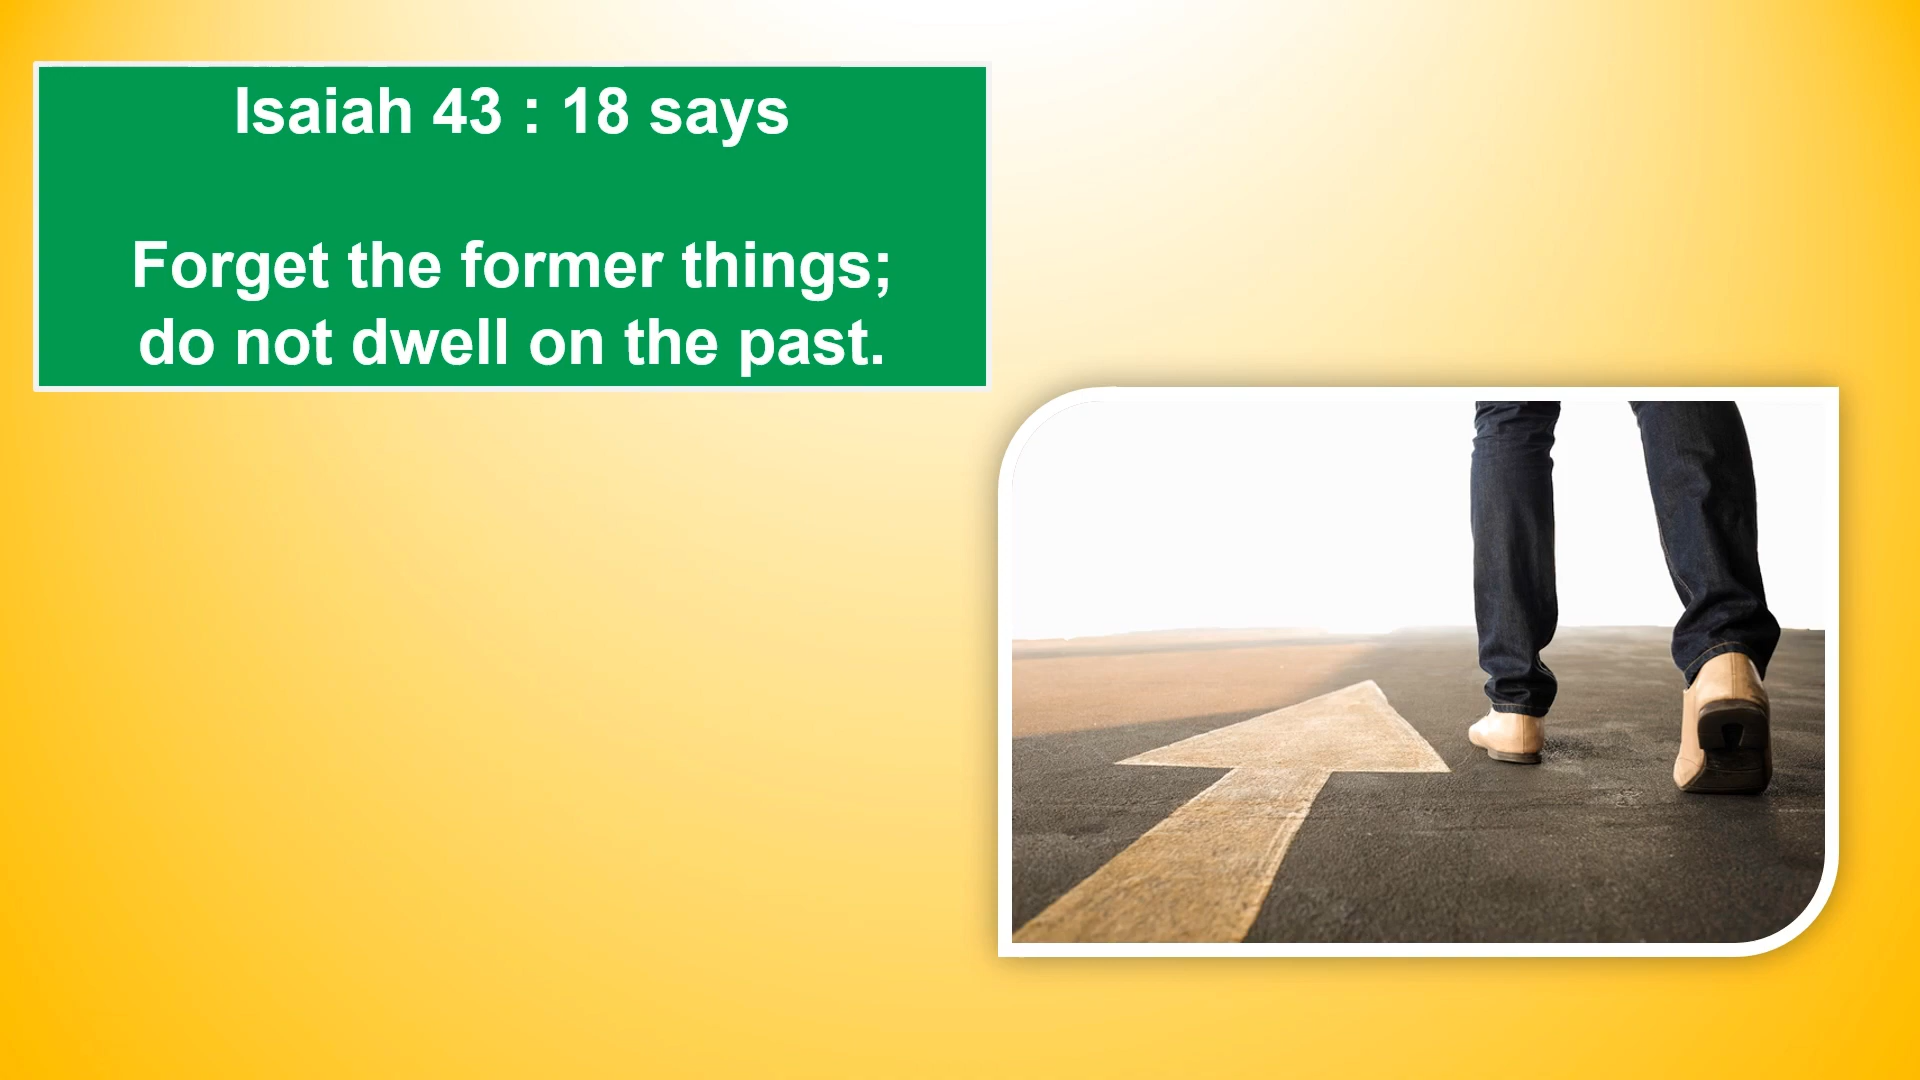 Isaiah 43 : 18 says
Forget the former things;
do not dwell on the past.